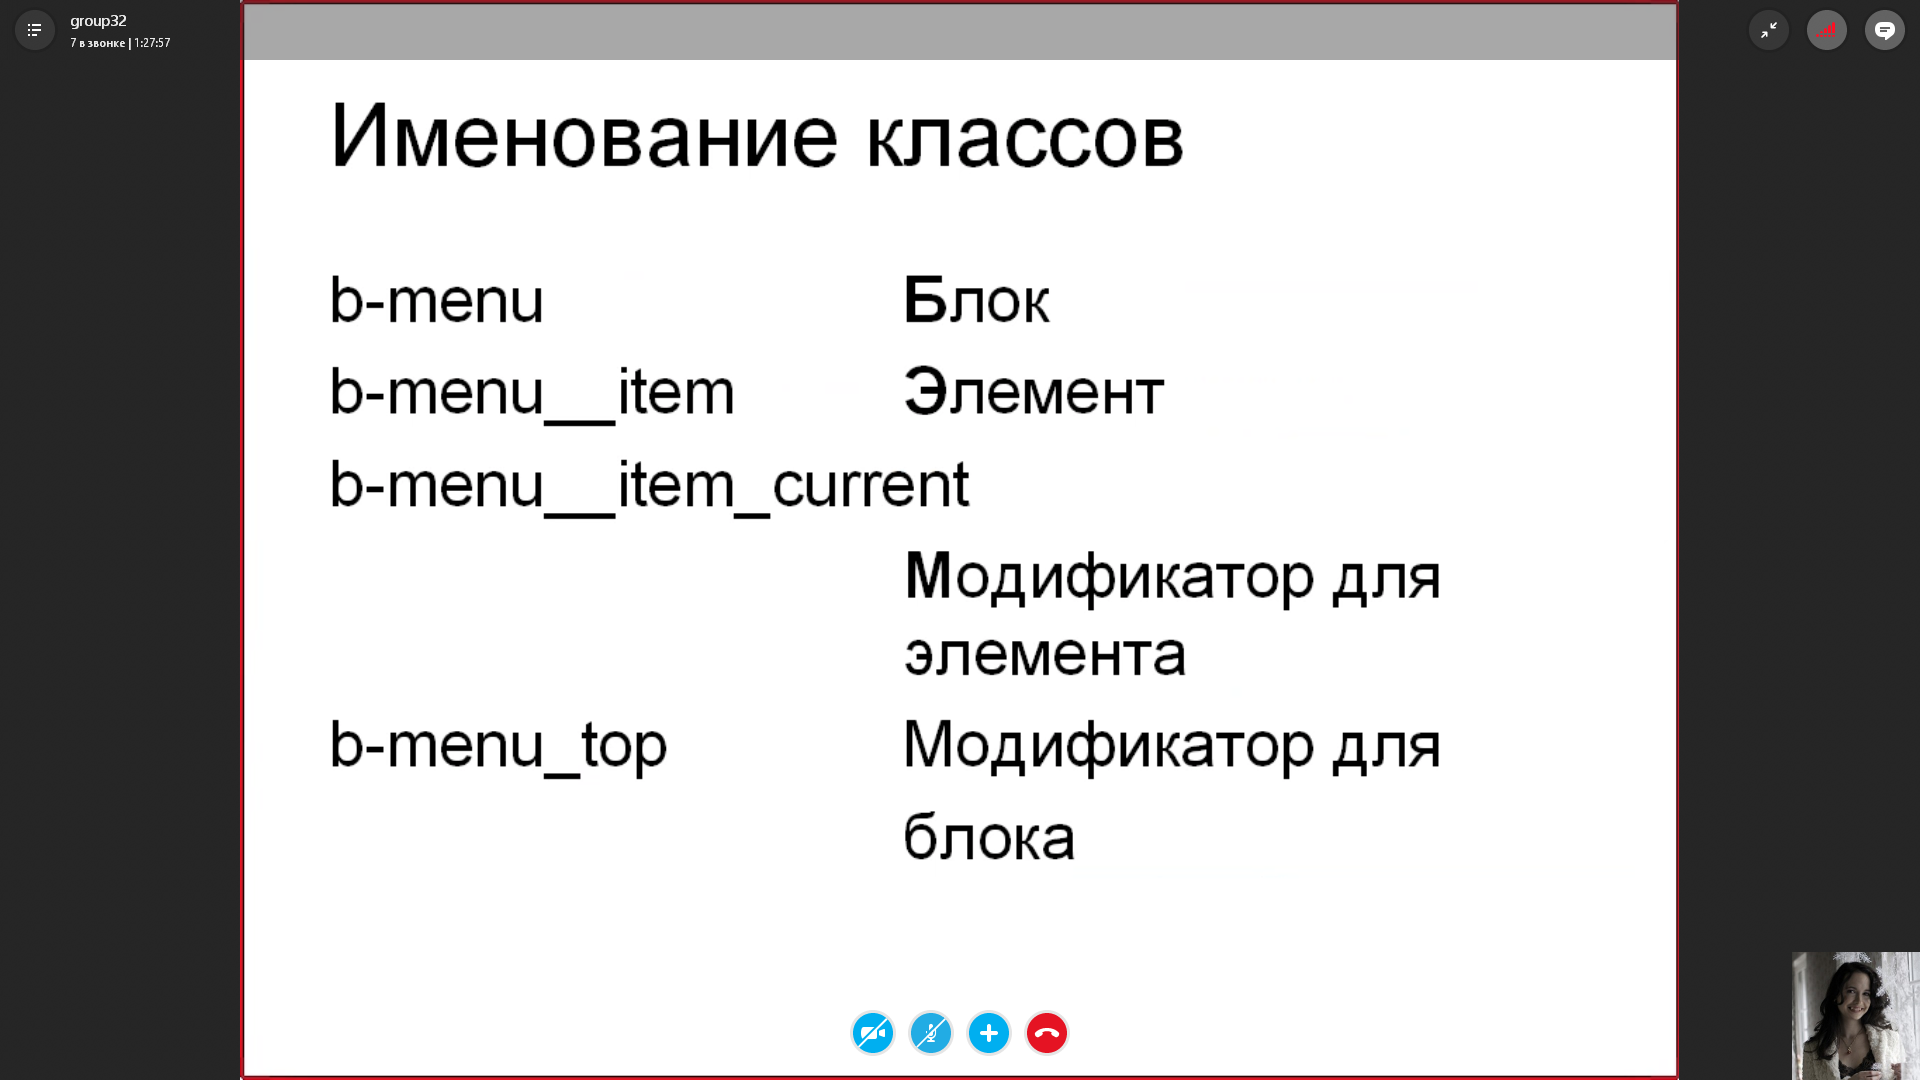 group32
7 в звонке | 1:27:57
Именование классов
b-menu Блок
b-menu__item Элемент
b-menu__item_current
Модификатор для
элемента
b-menu_top Модификатор для
блока